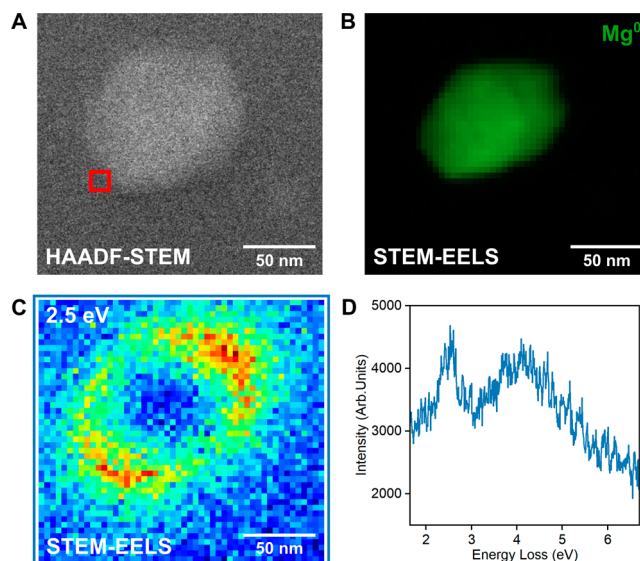 A
HAADF-STEM
50 nm
B
Mg⁰
STEM-EELS
50 nm
C
2.5 eV
STEM-EELS
50 nm
D
5000
4000
3000
2000
Intensity (Arb.Units)
2 3 4 5 6
Energy Loss (eV)